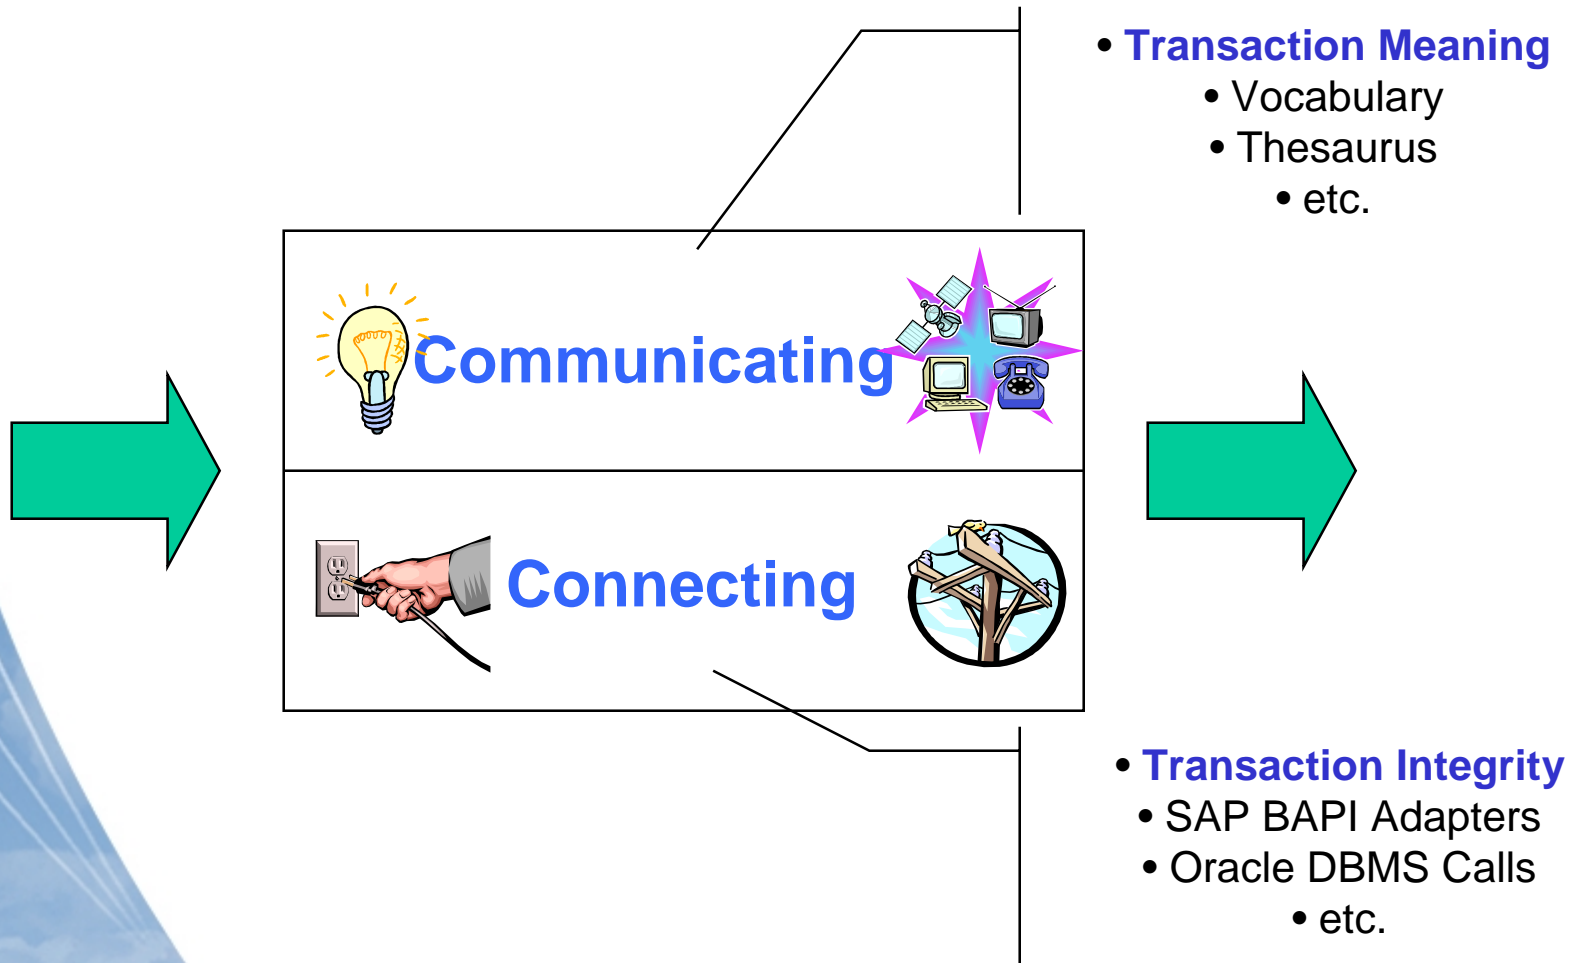 • Transaction Meaning
• Vocabulary
• Thesaurus
• etc.
Communicating
Connecting
• Transaction Integrity
• SAP BAPI Adapters
• Oracle DBMS Calls
• etc.